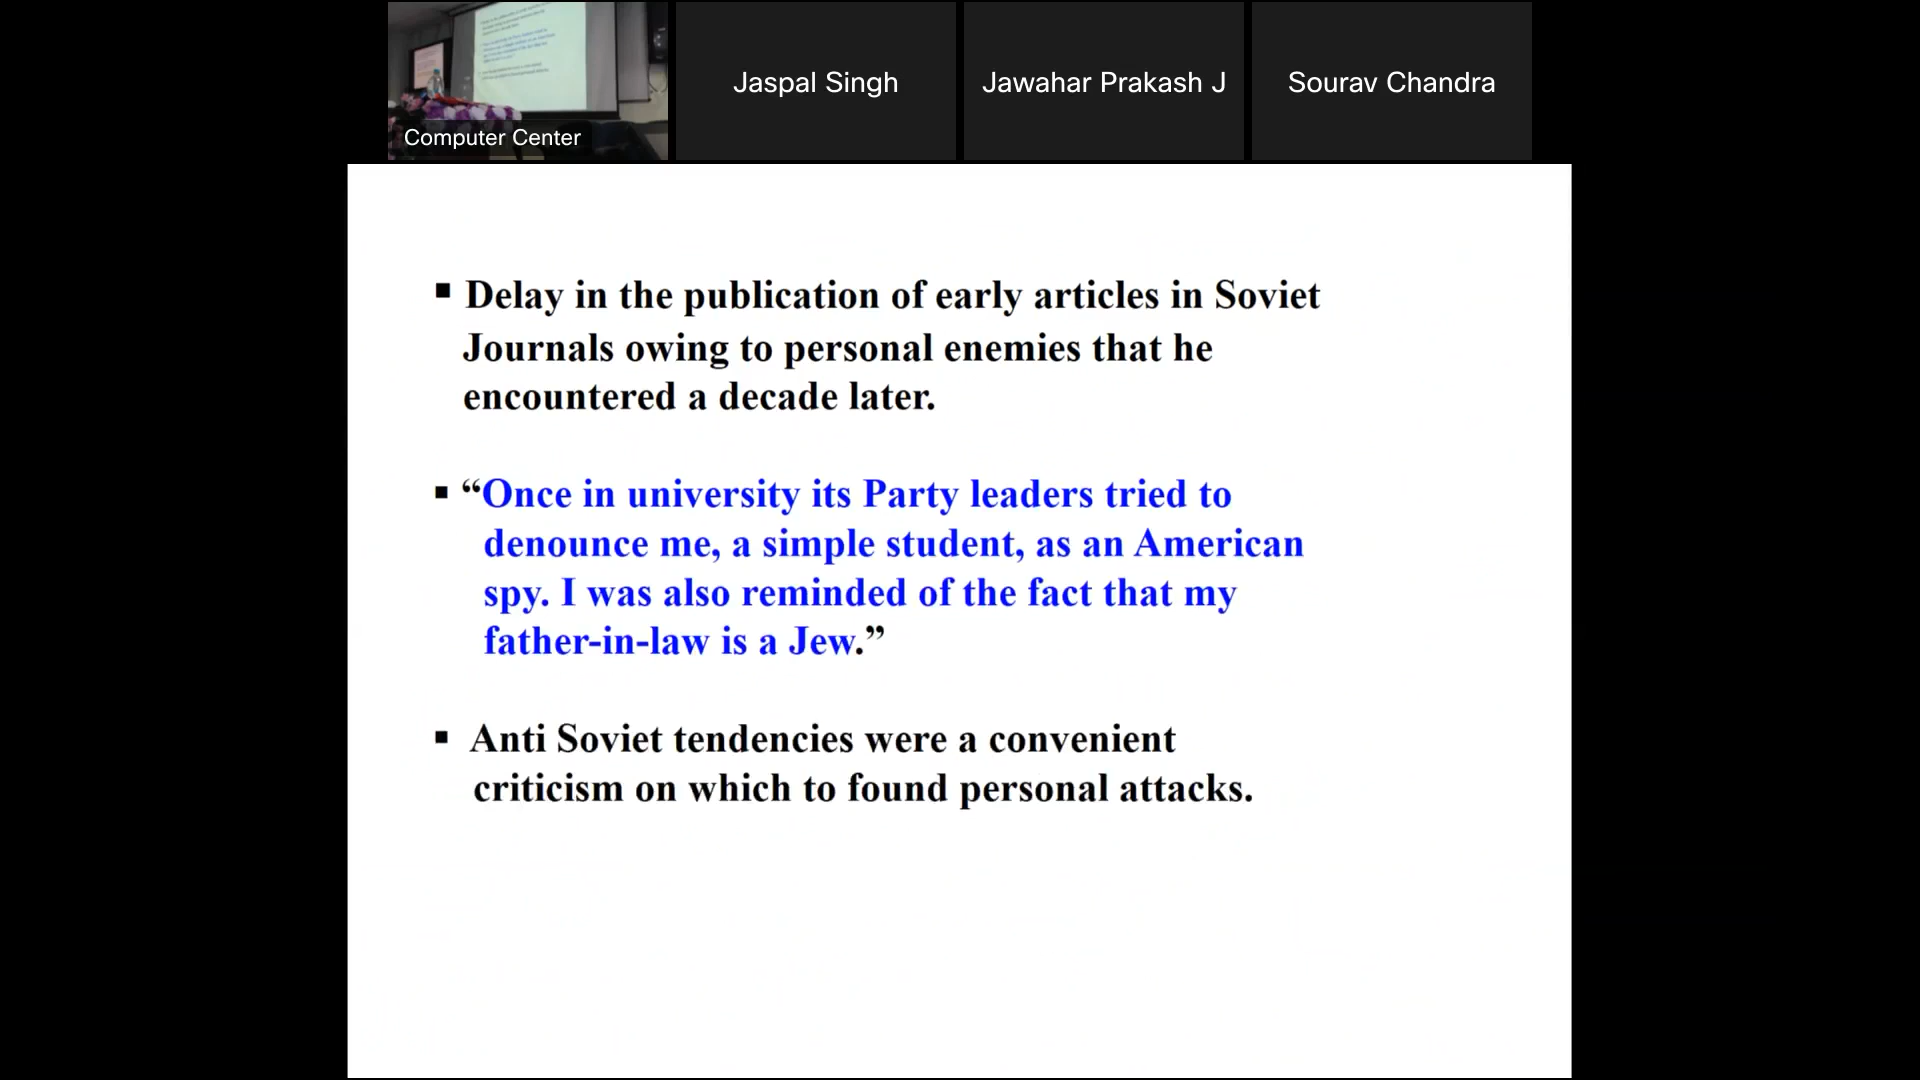 Computer Center
Jaspal Singh
Jawahar Prakash J
Sourav Chandra
▪ Delay in the publication of early articles in Soviet
Journals owing to personal enemies that he
encountered a decade later.
▪ “Once in university its Party leaders tried to
denounce me, a simple student, as an American
spy. I was also reminded of the fact that my
father-in-law is a Jew.”
▪ Anti Soviet tendencies were a convenient
criticism on which to found personal attacks.